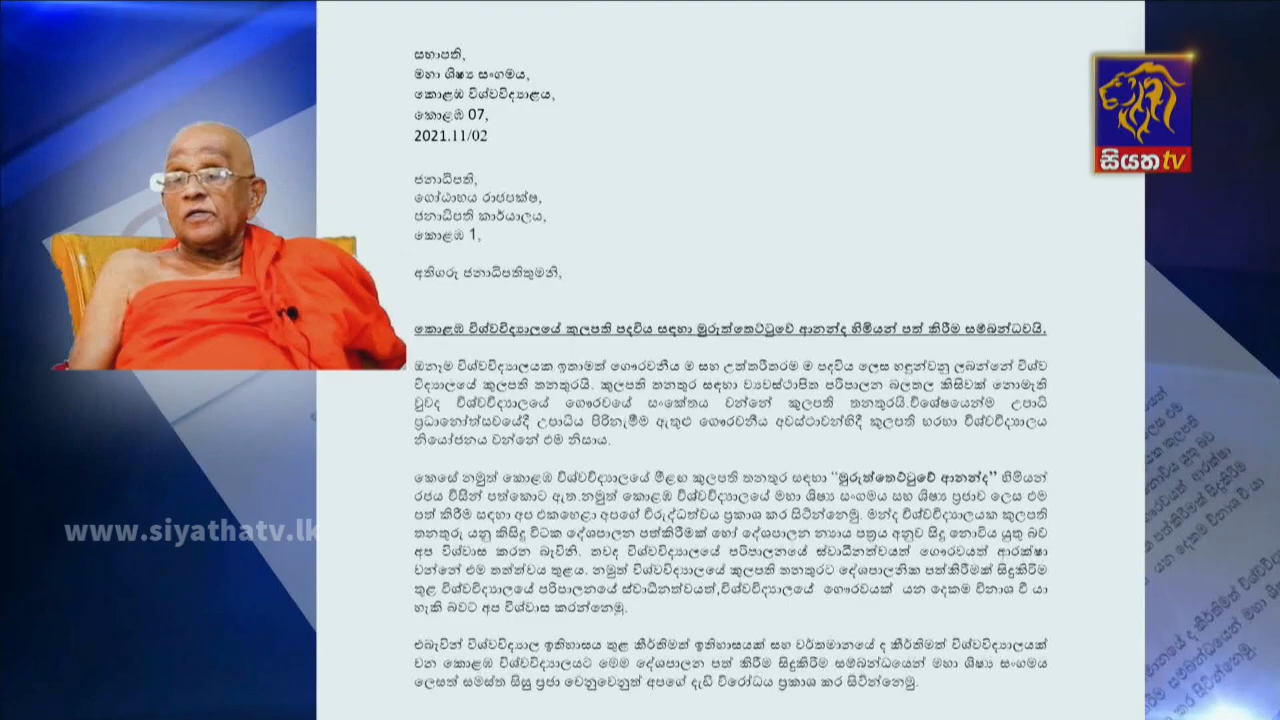 සභාපති,
මහා ශිෂ්‍ය සංගමය,
කොළඹ විශ්වවිද්‍යාළය,
කොළඹ 07,
2021.11/02
ජනාධිපති,
ගෝඨාභය රාජපක්ෂ,
ජනාධිපති කාර්යාලය,
කොළඹ 1,
අතිගරු ජනාධිපතිතුමනි,
කොළඹ විශ්වවිද්‍යාලයේ කුලපති පදවිය සඳහා මුරුත්තෙට්ටුවේ ආනන්ද හිමියන් පත් කිරීම සම්බන්ධවයි.
ඔනෑම විශ්වවිද්‍යාලයක ඉතාමත් ගෞරවනීය ම සහ උත්තරීතරම ම පදවිය ලෙස හඳුන්වනු ලබන්නේ විශ්ව
විද්‍යාලයේ කුලපති තනතුරයි. කුලපති තනතුර සඳහා ව්‍යවස්ථාපිත පරිපාලන බලතල කිසිවක් නොමැති
වුවද විශ්වවිද්‍යාලයේ ගෞරවයේ සංකේතය වන්නේ කුලපති තනතුරයි.විශේෂයෙන්ම උපාධි
ප්‍රධානෝත්සවයේදී උපාධිය පිරිනැමීම ඇතුළු ගෞරවනීය අවස්ථාවන්හිදී කුලපති හරහා විශ්වවිද්‍යාලය
නියෝජනය වන්නේ එම නිසාය.
කෙසේ නමුත් කොළඹ විශ්වවිද්‍යාලයේ මීළඟ කුලපති තනතුර සඳහා ‘‘මුරුත්තෙට්ටුවේ ආනන්ද’’ හිමියන්
රජය විසින් පත්කොට ඇත.නමුත් කොළඹ විශ්වවිද්‍යාලයේ මහා ශිෂ්‍ය සංගමය සහ ශිෂ්‍ය ප්‍රජාව ලෙස එම
පත් කිරීම සඳහා අප එකහෙළා අපගේ විරුද්ධත්වය ප්‍රකාශ කර සිටින්නෙමු. මන්ද විශ්වවිද්‍යාලයක කුලපති
තනතුරු යනු කිසිදු විටක දේශපාලන පත්කිරීමක් හෝ දේශපාලන න්‍යාය පත්‍රය අනුව සිදු නොවිය යුතු බව
අප විශ්වාස කරන බැවිනි. තවද විශ්වවිද්‍යාලයේ පරිපාලනයේ ස්වාධීනත්වයත් ගෞරවයත් ආරක්ෂා
වන්නේ එම තත්ත්වය තුළය. නමුත් විශ්වවිද්‍යාලයේ කුලපති තනතුරට දේශපාලනික පත්කිරීමක් සිදුකිරීම
තුළ විශ්වවිද්‍යාලයේ පරිපාලනයේ ස්වාධීනත්වයත්,විශ්වවිද්‍යාලයේ ගෞරවයක් යන දෙකම විනාශ වී යා
හැකි බවට අප විශ්වාස කරන්නෙමු.
එබැවින් විශ්වවිද්‍යාල ඉතිහාසය තුළ කීර්තිමත් ඉතිහාසයක් සහ වර්තමානයේ ද කීර්තිමත් විශ්වවිද්‍යාලයක්
වන කොළඹ විශ්වවිද්‍යාලයට මෙම දේශපාලන පත් කිරීම සිදුකිරීම සම්බන්ධයෙන් මහා ශිෂ්‍ය සංගමය
ලෙසත් සමස්ත සිසු ප්‍රජා වෙනුවෙනුත් අපගේ දැඩි විරෝධය ප්‍රකාශ කර සිටින්නෙමු.
සියත tv
www.siyathatv.lk